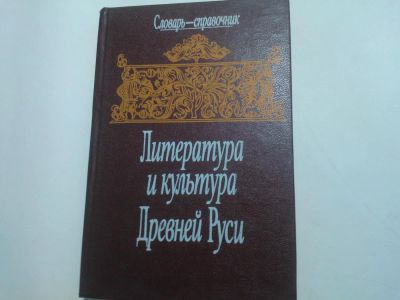 Словарь—справочник
Литература
и культура
Древней Руси